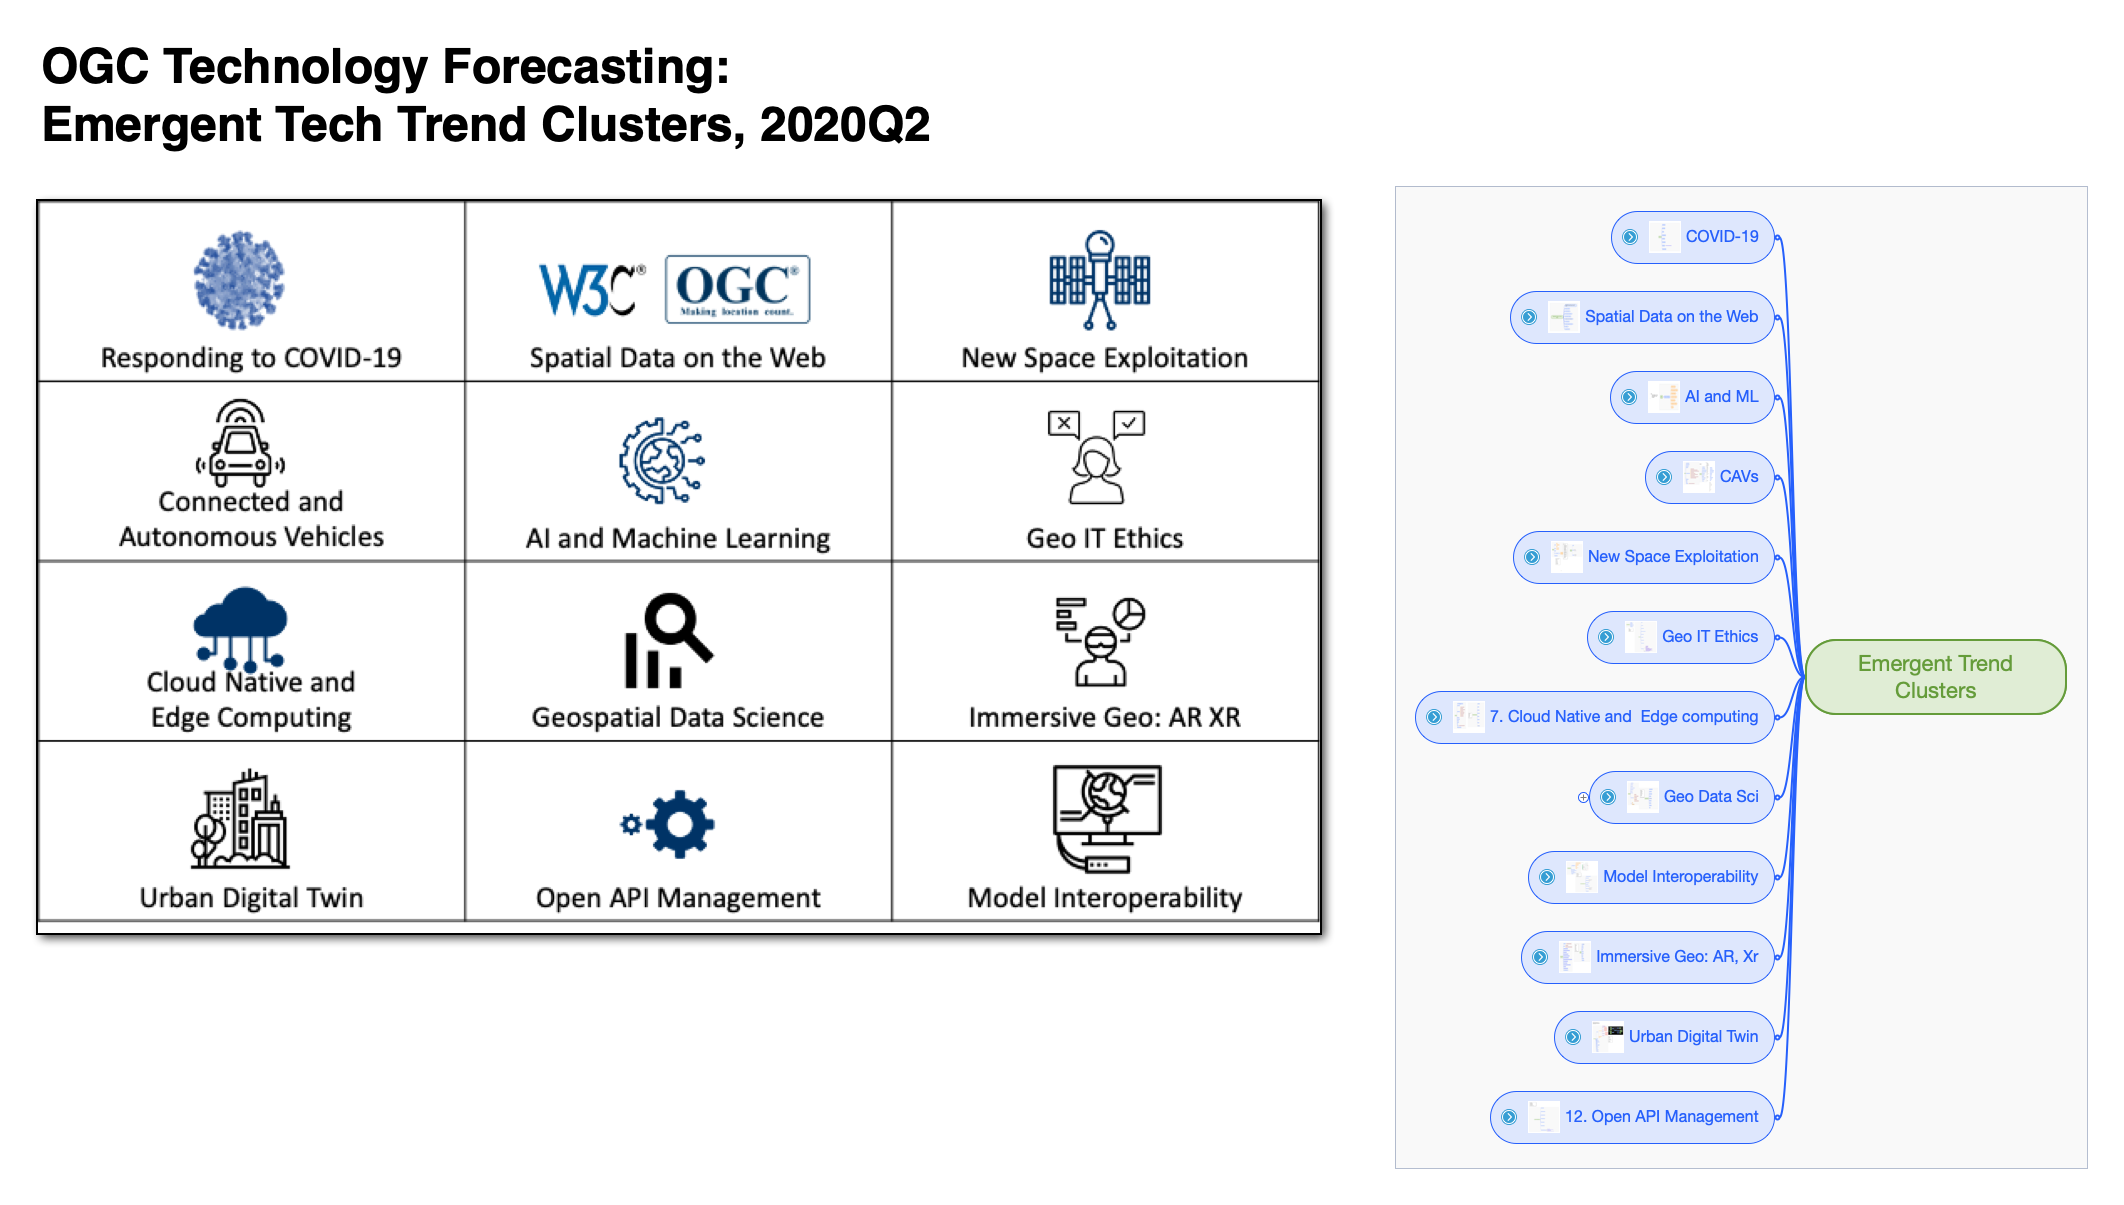 OGC Technology Forecasting:
Emergent Tech Trend Clusters, 2020Q2
W3C®
OGC®
Making location count.
Responding to COVID-19
Spatial Data on the Web
New Space Exploitation
Connected and
Autonomous Vehicles
AI and Machine Learning
Geo IT Ethics
Cloud Native and
Edge Computing
Geospatial Data Science
Immersive Geo: AR XR
Urban Digital Twin
Open API Management
Model Interoperability
COVID-19
Spatial Data on the Web
AI and ML
CAVs
New Space Exploitation
Geo IT Ethics
7. Cloud Native and  Edge computing
Geo Data Sci
Model Interoperability
Immersive Geo: AR, Xr
Urban Digital Twin
12. Open API Management
Emergent Trend
Clusters